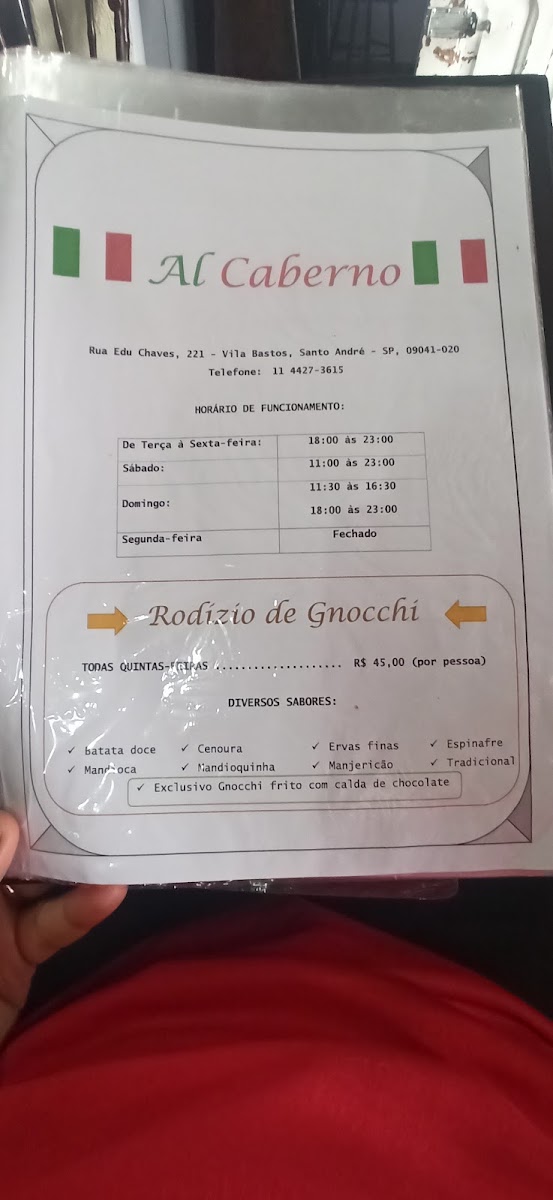 Al Caberno
Rua Edu Chaves, 221 - Vila Bastos, Santo André - SP, 09041-020
Telefone: 11 4427-3615
HORÁRIO DE FUNCIONAMENTO:
De Terça à Sexta-feira: 18:00 às 23:00
Sábado: 11:00 às 23:00
Domingo: 11:30 às 16:30
18:00 às 23:00
Segunda-feira Fechado
Rodízio de Gnocchi
TODAS QUINTAS-FEIRAS .................... R$ 45,00 (por pessoa)
DIVERSOS SABORES:
✓ Batata doce ✓ Cenoura ✓ Ervas finas ✓ Espinafre
✓ Mandioca ✓ Mandioquinha ✓ Manjericão ✓ Tradicional
✓ Exclusivo Gnocchi frito com calda de chocolate